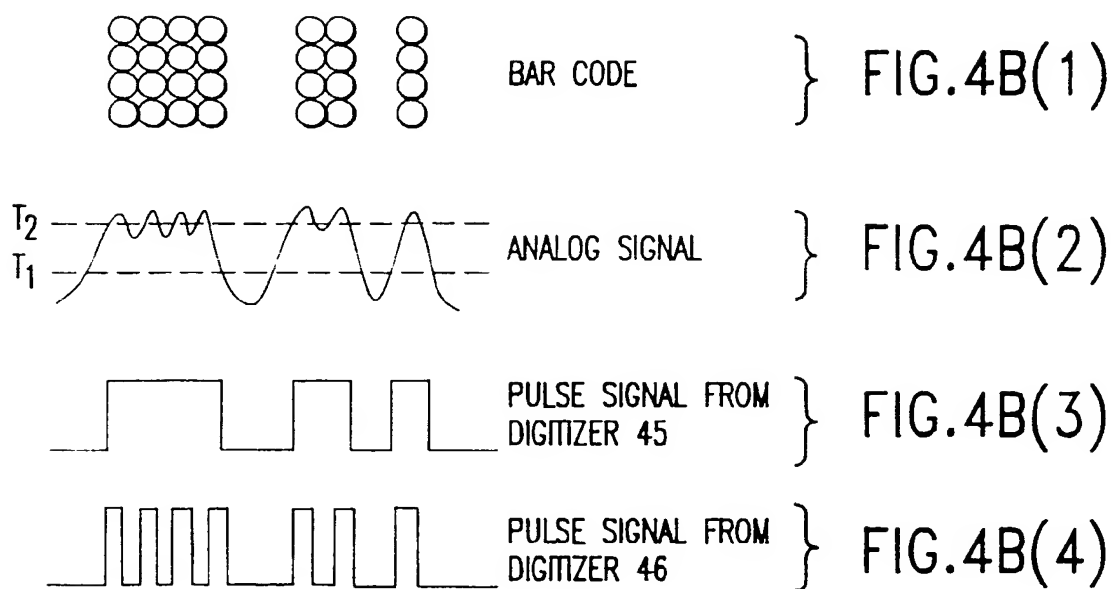 BAR CODE
FIG.4B(1)
T2
T1
ANALOG SIGNAL
FIG.4B(2)
PULSE SIGNAL FROM
DIGITIZER 45
FIG.4B(3)
PULSE SIGNAL FROM
DIGITIZER 46
FIG.4B(4)